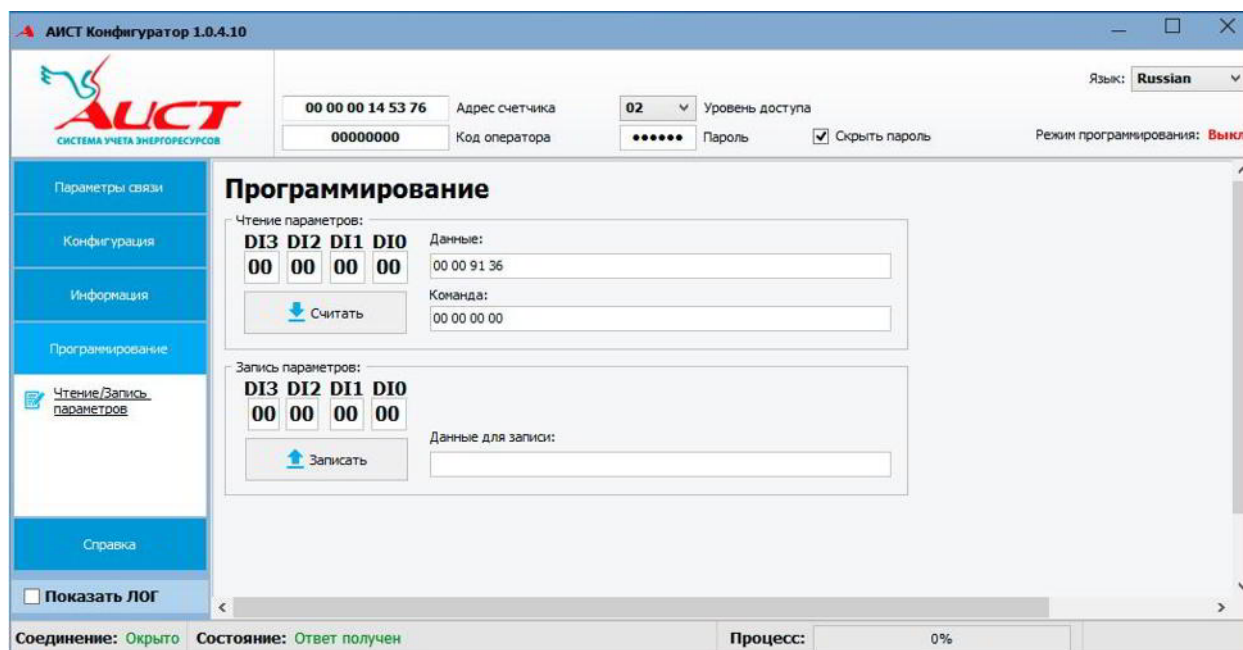 АИСТ Конфигуратор 1.0.4.10
АИСТ
СИСТЕМА УЧЕТА ЭНЕРГОРЕСУРСОВ
Язык: Russian
00 00 00 14 53 76 Адрес счетчика 02 Уровень доступа
00000000 Код оператора ●●●●●● Пароль Скрыть пароль Режим программирования: Выкл
Параметры связи
Конфигурация
Информация
Программирование
Чтение/Запись
параметров
Справка
Показать ЛОГ
Программирование
Чтение параметров:
DI3 DI2 DI1 DI0 Данные:
00 00 00 00 00 00 91 36
Считать
Команда:
00 00 00 00
Запись параметров:
DI3 DI2 DI1 DI0
00 00 00 00
Записать
Данные для записи:
Соединение: Окрыто Состояние: Ответ получен Процесс: 0%